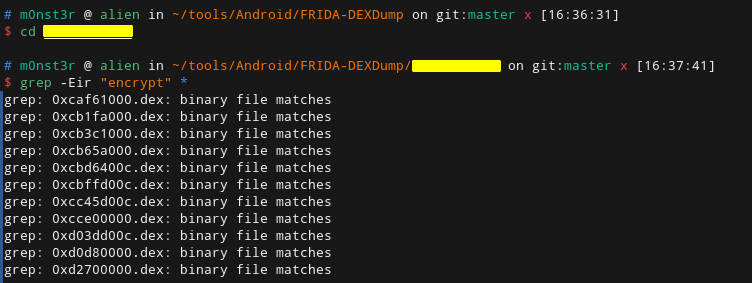 # m0nst3r @ alien in ~/tools/Android/FRIDA-DEXDump on git:master x [16:36:31]
$ cd
# m0nst3r @ alien in ~/tools/Android/FRIDA-DEXDump/ on git:master x [16:37:41]
$ grep -Eir "encrypt" *
grep: 0xcaf61000.dex: binary file matches
grep: 0xcb1fa000.dex: binary file matches
grep: 0xcb3c1000.dex: binary file matches
grep: 0xcb65a000.dex: binary file matches
grep: 0xcbd6400c.dex: binary file matches
grep: 0xcbffd00c.dex: binary file matches
grep: 0xcc45d00c.dex: binary file matches
grep: 0xcce00000.dex: binary file matches
grep: 0xd03dd00c.dex: binary file matches
grep: 0xd0d80000.dex: binary file matches
grep: 0xd2700000.dex: binary file matches